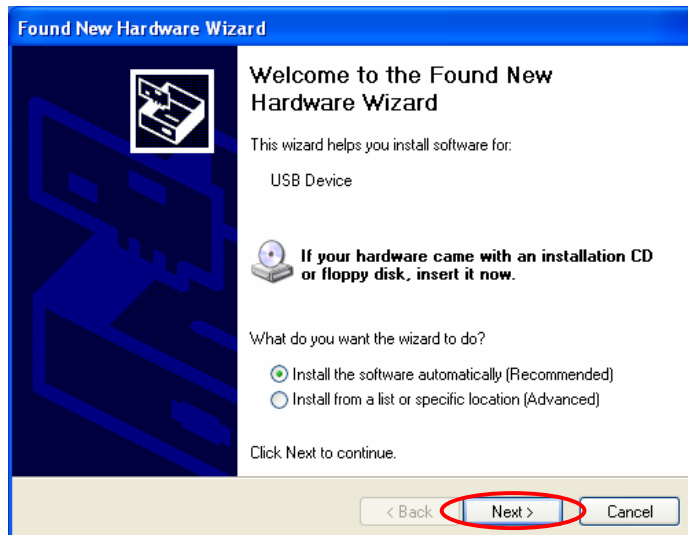 Found New Hardware Wizard
Welcome to the Found New
Hardware Wizard
This wizard helps you install software for:
USB Device
If your hardware came with an installation CD
or floppy disk, insert it now.
What do you want the wizard to do?
Install the software automatically (Recommended)
Install from a list or specific location (Advanced)
Click Next to continue.
< Back Next > Cancel